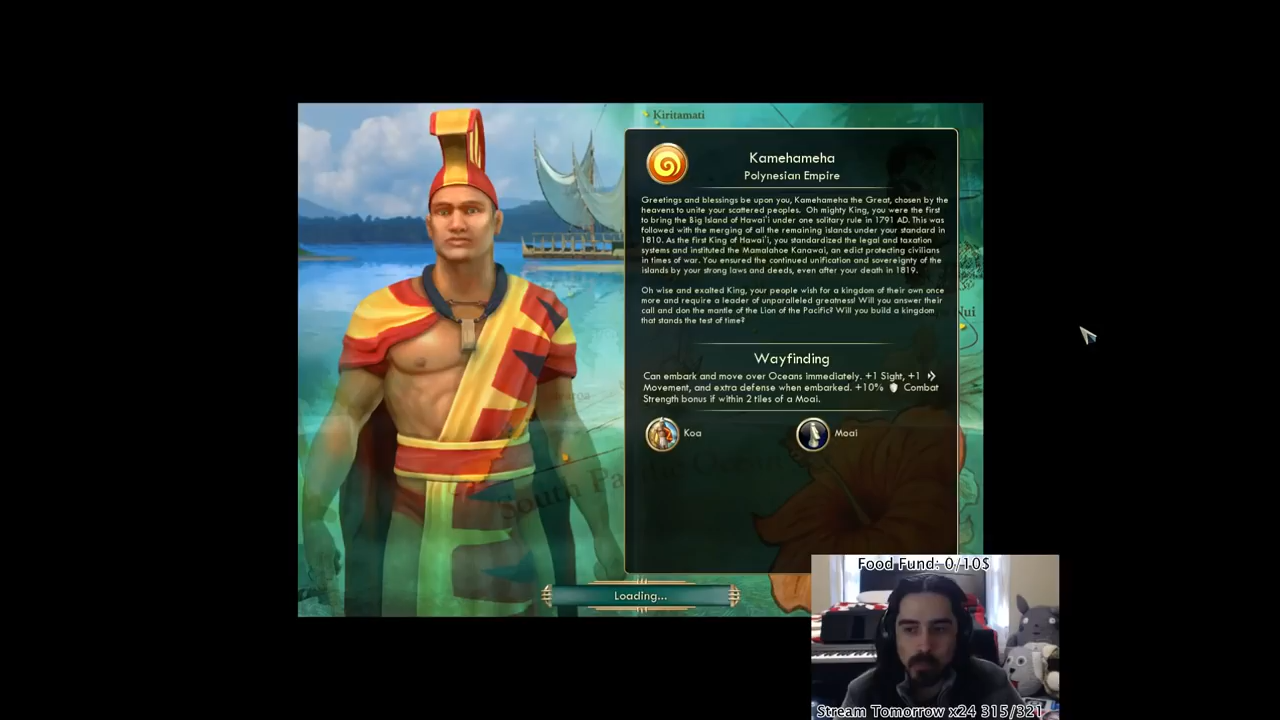 Kiritamati
Kamehameha
Polynesian Empire
Greetings and blessings be upon you, Kamehameha the Great, chosen by the
heavens to unite your scattered peoples. Oh mighty King, you were the first
to bring the Big Island of Hawai'i under one solitary rule in 1791 AD. This was
followed with the merging of all the remaining islands under your standard in
1810. As the first King of Hawai'i, you standardized the legal and taxation
systems and instituted the Mamalahoe Kanawai, an edict protecting civilians
in times of war. You ensured the continued unification and sovereignty of the
islands by your strong laws and deeds, even after your death in 1819.
Oh wise and exalted King, your people wish for a kingdom of their own once
more and require a leader of unparalleled greatness! Will you answer their
call and don the mantle of the Lion of the Pacific? Will you build a kingdom
that stands the test of time?
Nui
Wayfinding
Can embark and move over Oceans immediately. +1 Sight, +1
Movement, and extra defense when embarked. +10% Combat
Strength bonus if within 2 tiles of a Moai.
Koa
Moai
South
Loading...
Food Fund: 0/10$
Stream Tomorrow x24 315/321